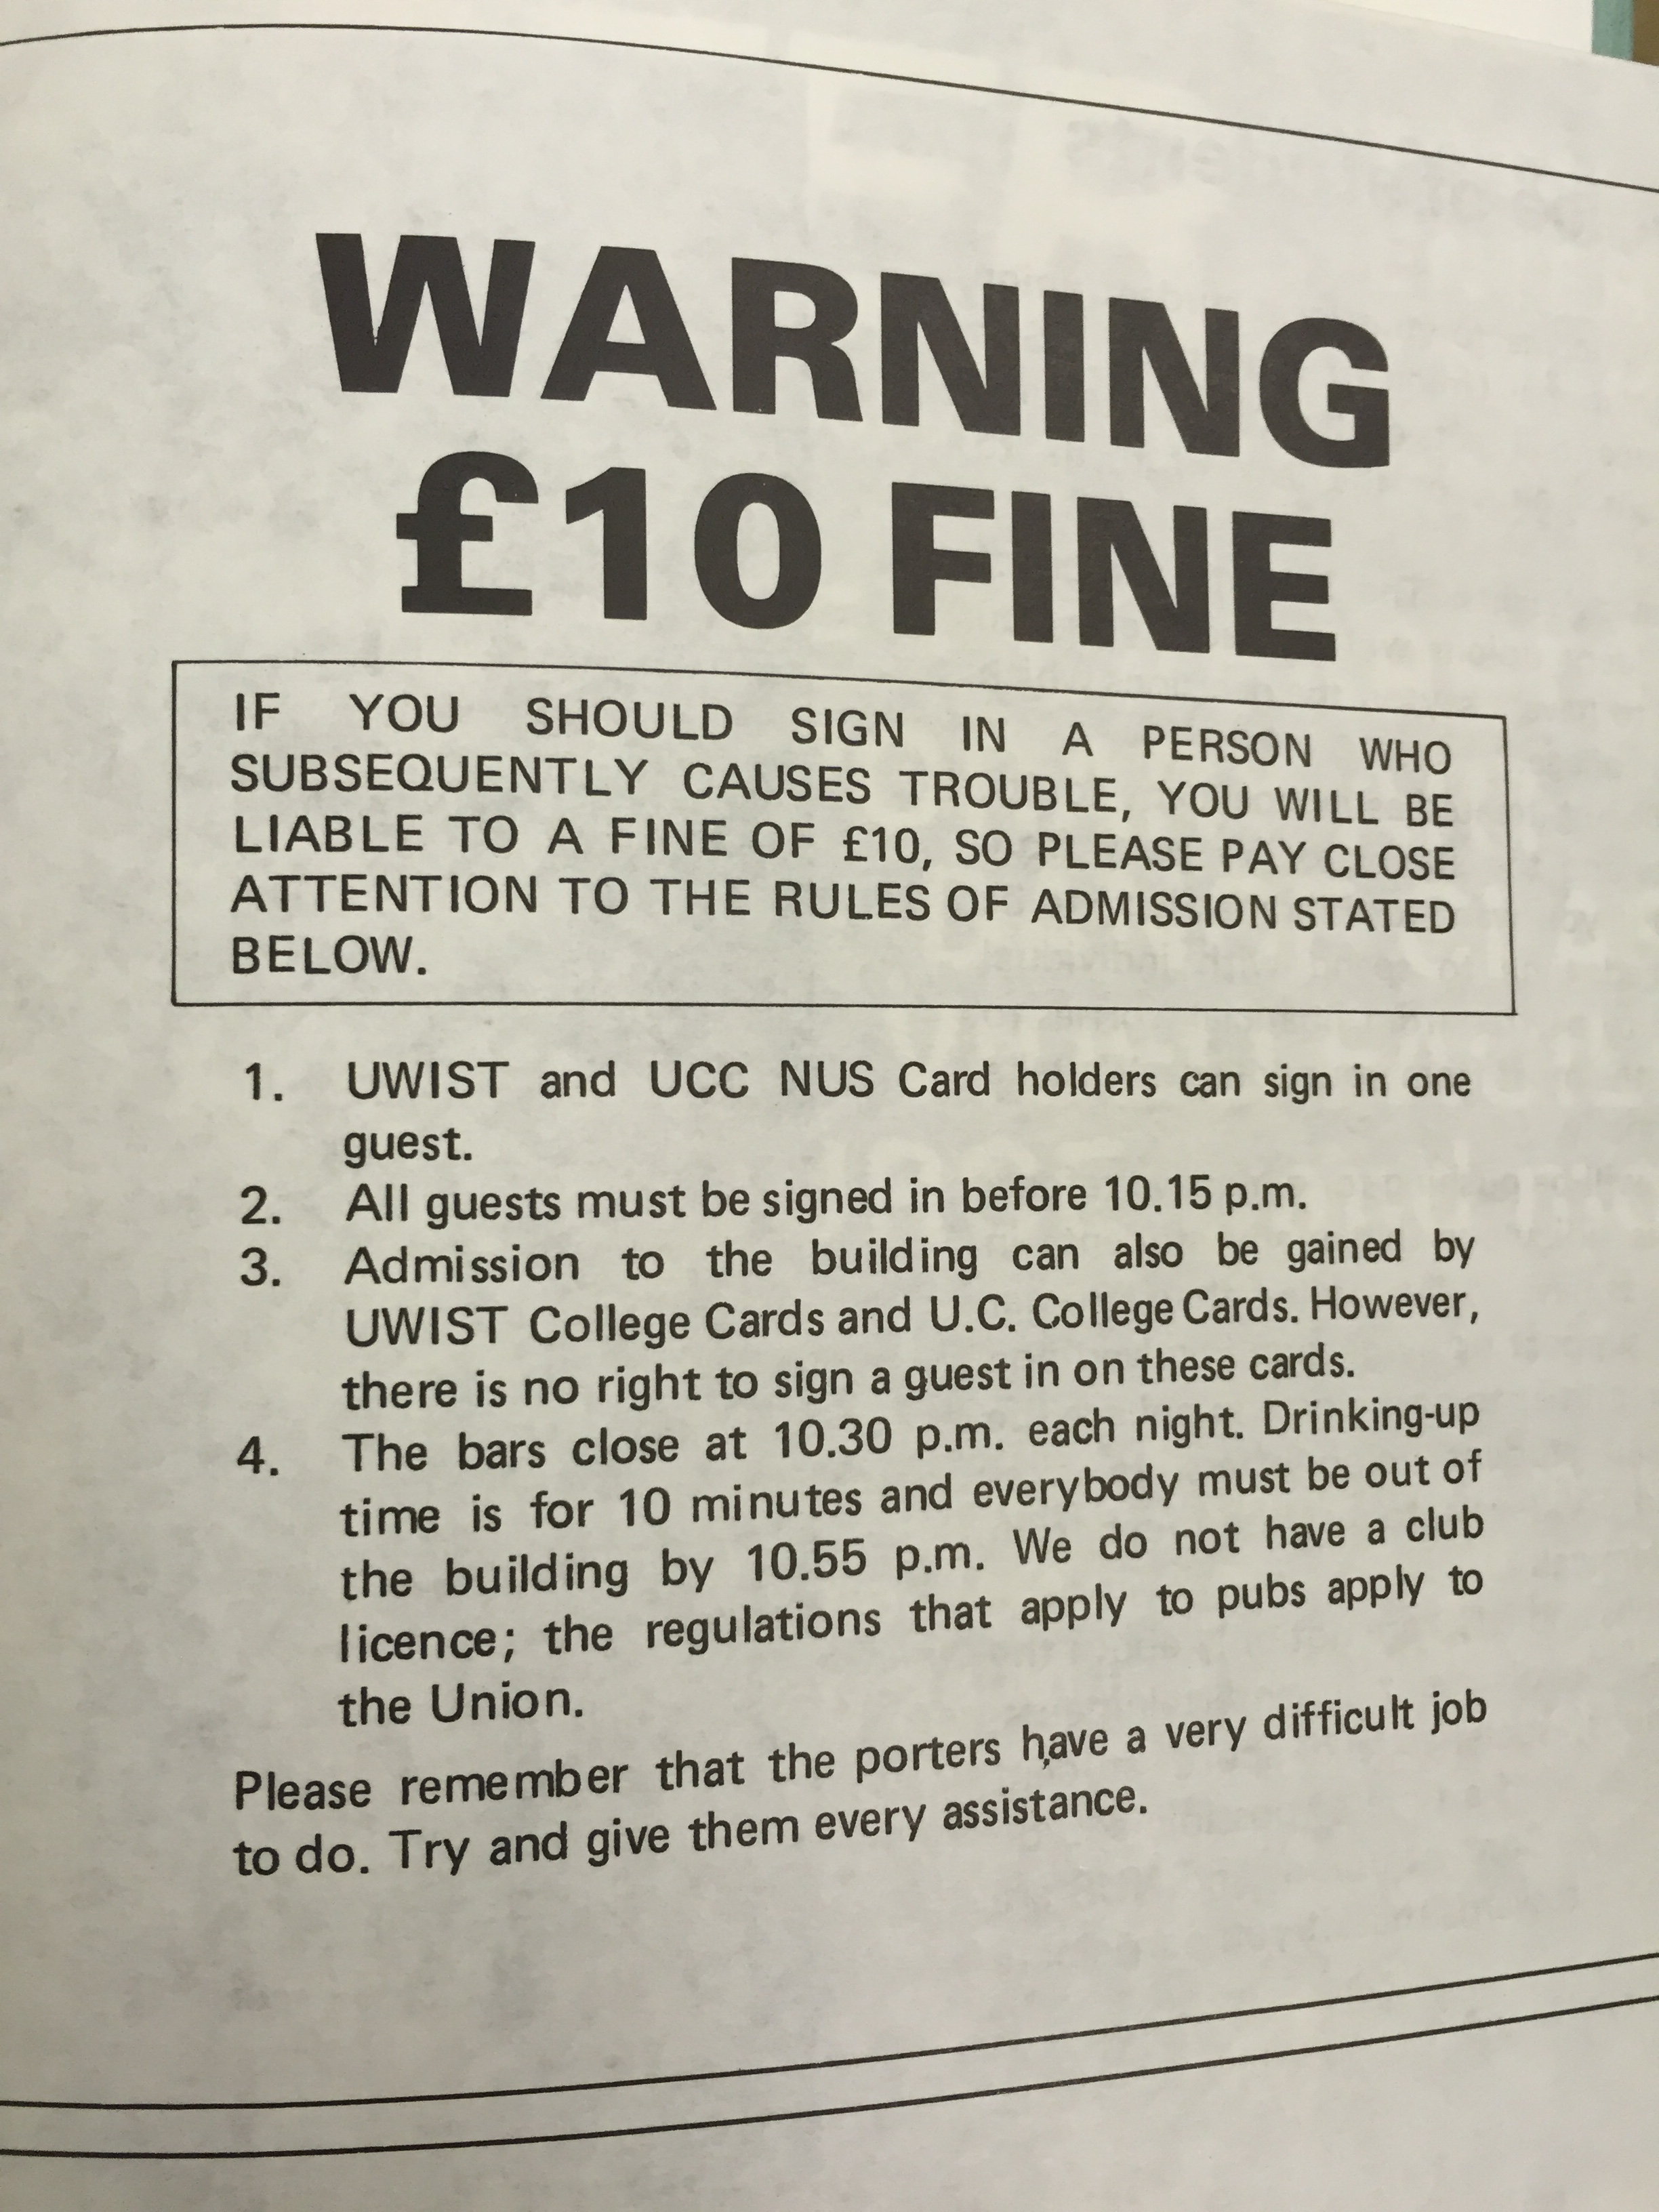 WARNING
£10 FINE
IF YOU SHOULD SIGN IN A PERSON WHO
SUBSEQUENTLY CAUSES TROUBLE, YOU WILL BE
LIABLE TO A FINE OF £10, SO PLEASE PAY CLOSE
ATTENTION TO THE RULES OF ADMISSION STATED
BELOW.
1. UWIST and UCC NUS Card holders can sign in one
guest.
2. All guests must be signed in before 10.15 p.m.
3. Admission to the building can also be gained by
UWIST College Cards and U.C. College Cards. However,
there is no right to sign a guest in on these cards.
4. The bars close at 10.30 p.m. each night. Drinking-up
time is for 10 minutes and everybody must be out of
the building by 10.55 p.m. We do not have a club
licence; the regulations that apply to pubs apply to
the Union.
Please remember that the porters have a very difficult job
to do. Try and give them every assistance.